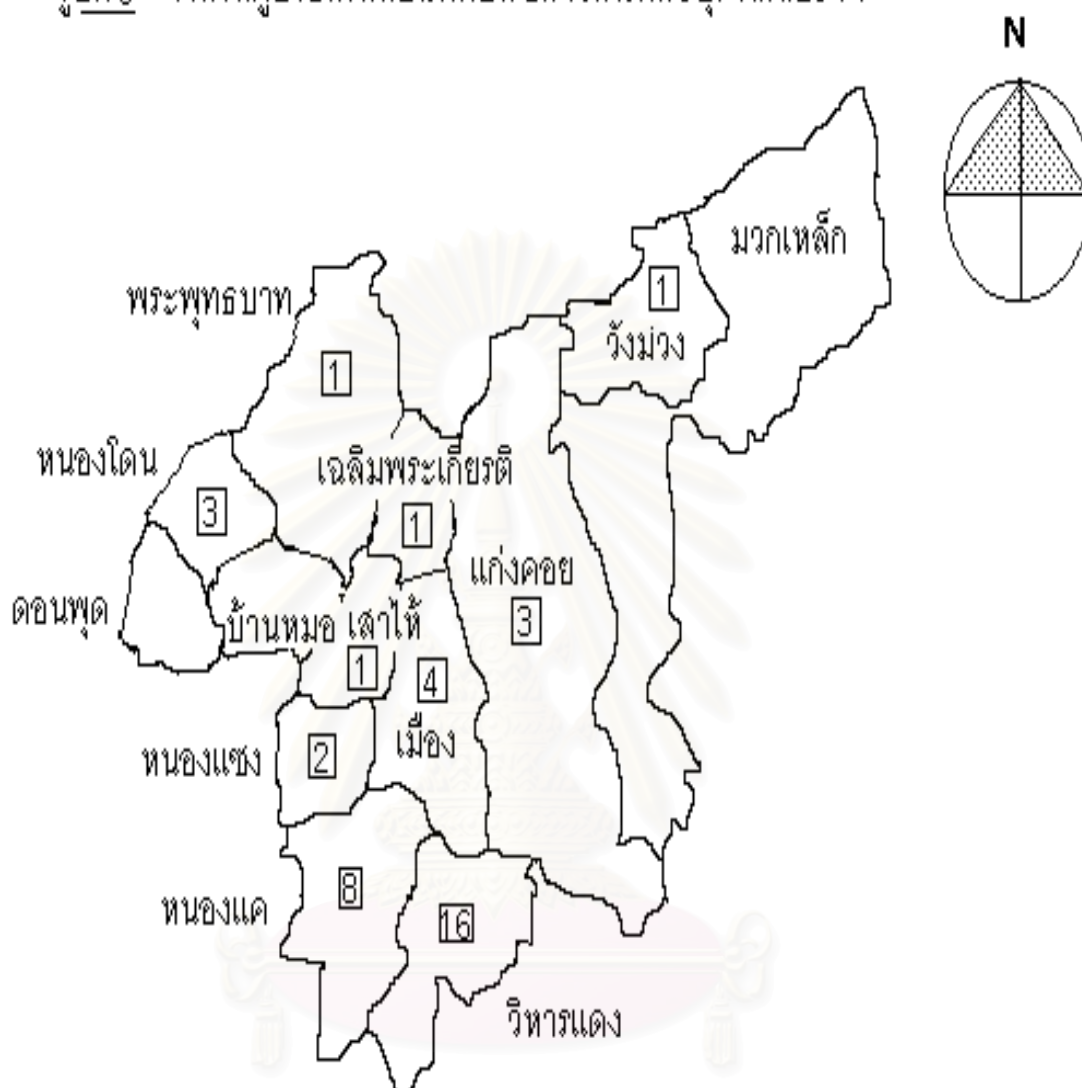 N
มวกเหล็ก
1
วังม่วง
พระพุทธบาท
1
หนองโดน
3
เฉลิมพระเกียรติ
1
แก่งคอย
3
ดอนพุด
บ้านหมอ เสาไห้
1
4
เมือง
หนองแซง
2
หนองแค
8
16
วิหารแดง